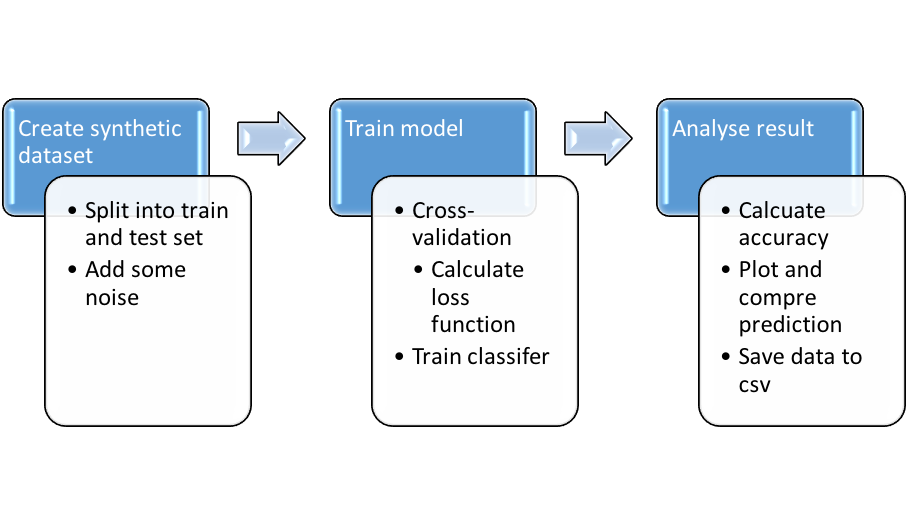 Create synthetic
dataset
• Split into train
and test set
• Add some
noise
Train model
• Cross-
validation
• Calculate
loss
function
• Train classifer
Analyse result
• Calcuate
accuracy
• Plot and
compre
prediction
• Save data to
csv